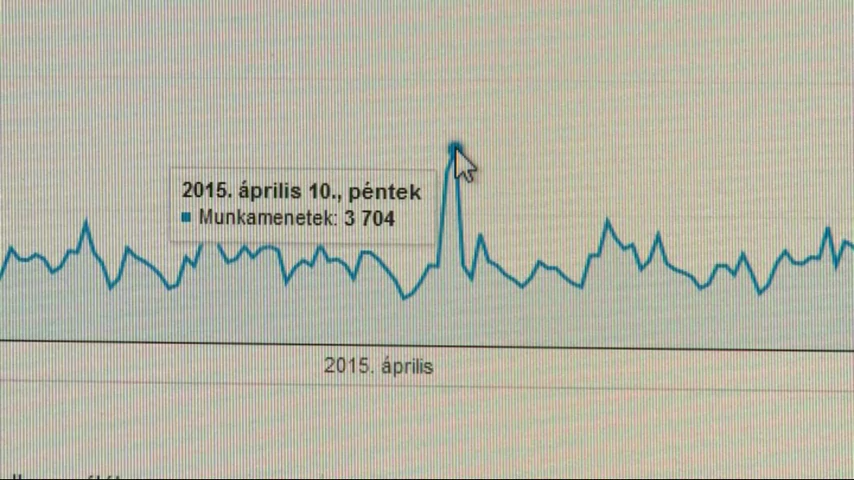 2015. április 10., péntek
Munkamenetek: 3 704
2015. április